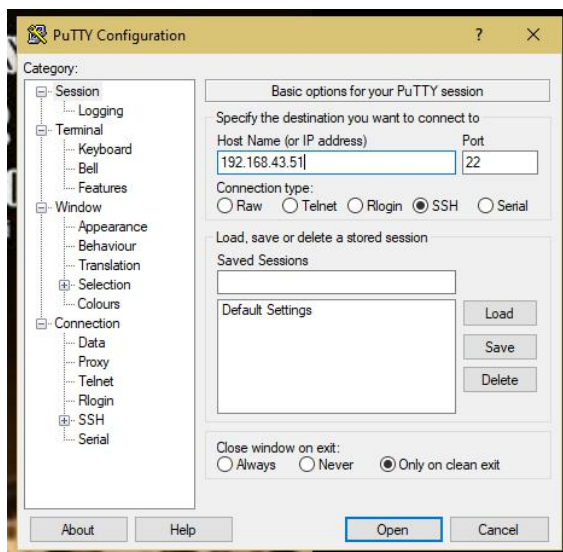 PuTTY Configuration
?
Category:
Session
Logging
Terminal
Keyboard
Bell
Features
Window
Appearance
Behaviour
Translation
Selection
Colours
Connection
Data
Proxy
Telnet
Rlogin
SSH
Serial
Basic options for your PuTTY session
Specify the destination you want to connect to
Host Name (or IP address) Port
192.168.43.51 22
Connection type:
Raw Telnet Rlogin SSH Serial
Load, save or delete a stored session
Saved Sessions
Default Settings
Load
Save
Delete
Close window on exit:
Always Never Only on clean exit
About Help Open Cancel